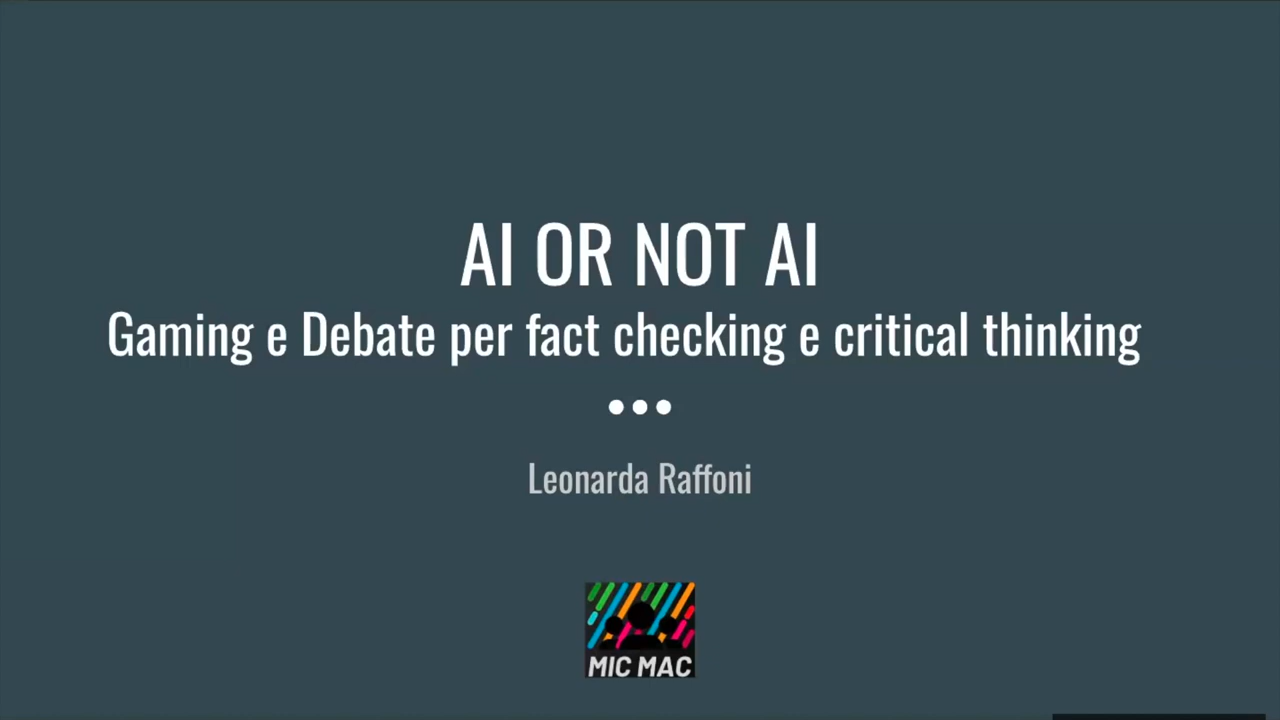 AI OR NOT AI
Gaming e Debate per fact checking e critical thinking
Leonarda Raffoni
MIC MAC